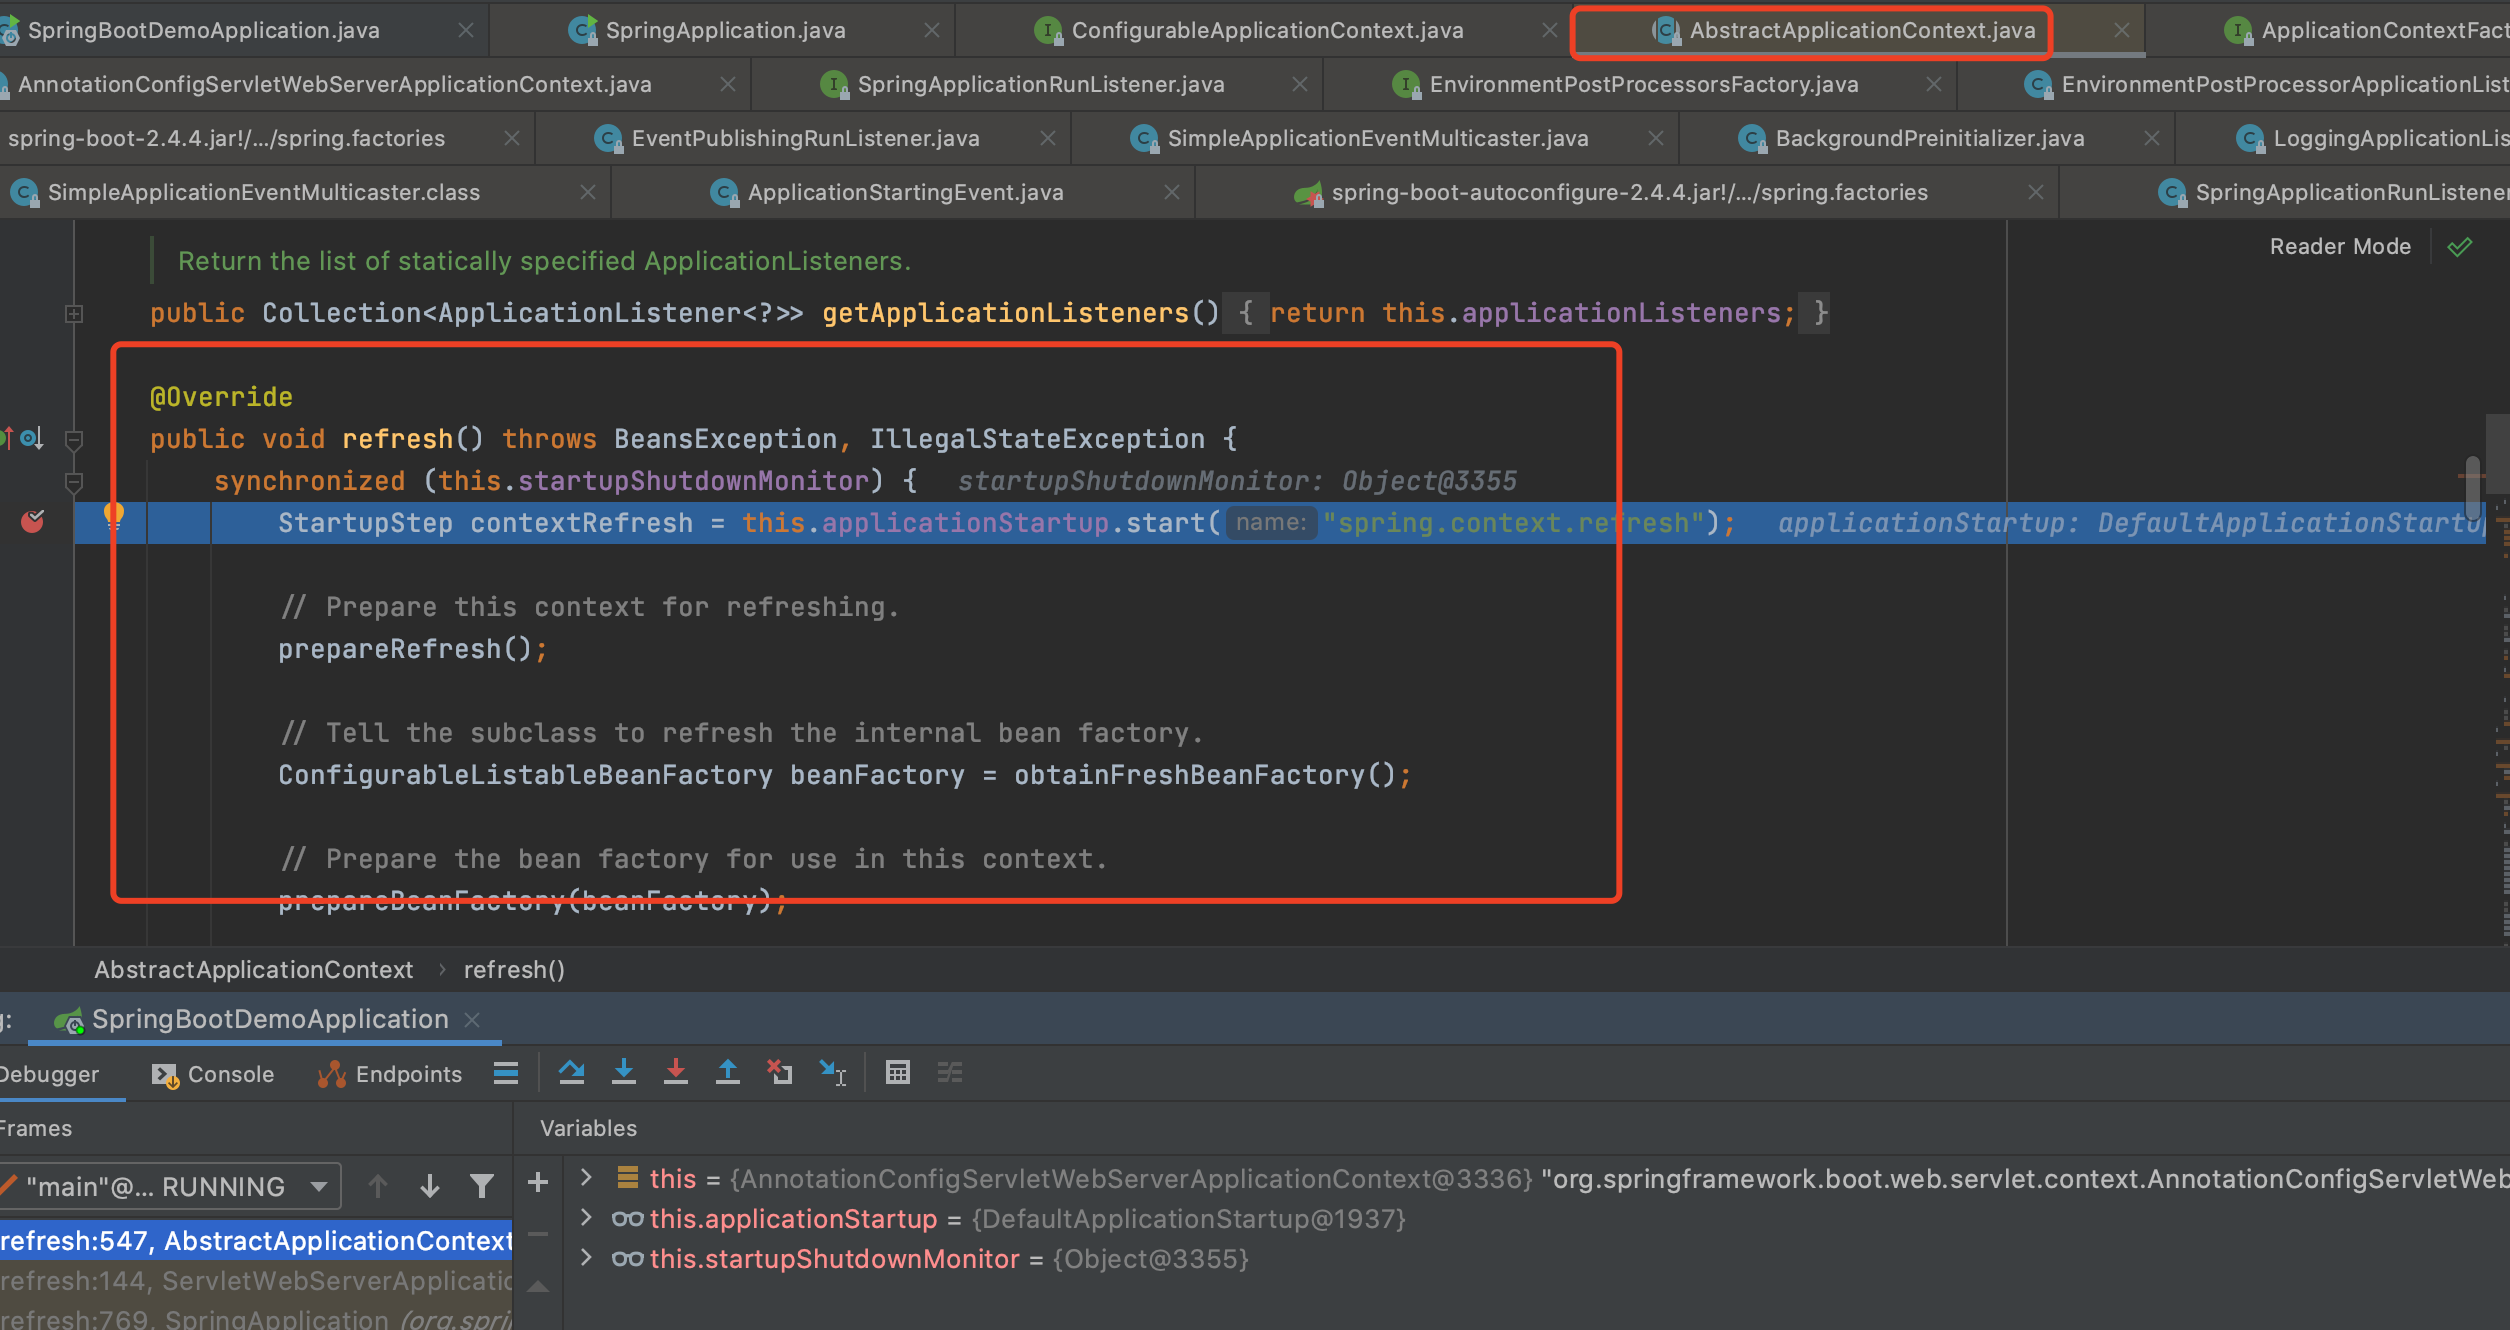 SpringBootDemoApplication.java SpringApplication.java ConfigurableApplicationContext.java AbstractApplicationContext.java ApplicationContextFact
AnnotationConfigServletWebServerApplicationContext.java SpringApplicationRunListener.java EnvironmentPostProcessorsFactory.java EnvironmentPostProcessorApplicationList
spring-boot-2.4.4.jar!/.../spring.factories EventPublishingRunListener.java SimpleApplicationEventMulticaster.java BackgroundPreinitializer.java LoggingApplicationLis
SimpleApplicationEventMulticaster.class ApplicationStartingEvent.java spring-boot-autoconfigure-2.4.4.jar!/.../spring.factories SpringApplicationRunListener
Reader Mode
Return the list of statically specified ApplicationListeners.
public Collection<ApplicationListener<?>> getApplicationListeners() { return this.applicationListeners; }
@Override
public void refresh() throws BeansException, IllegalStateException {
synchronized (this.startupShutdownMonitor) { startupShutdownMonitor: Object@3355
StartupStep contextRefresh = this.applicationStartup.start( name: "spring.context.refresh"); applicationStartup: DefaultApplicationStartup
// Prepare this context for refreshing.
prepareRefresh();
// Tell the subclass to refresh the internal bean factory.
ConfigurableListableBeanFactory beanFactory = obtainFreshBeanFactory();
// Prepare the bean factory for use in this context.
prepareBeanFactory(beanFactory);
AbstractApplicationContext › refresh()
g: SpringBootDemoApplication
Debugger Console Endpoints
Frames Variables
"main"@... RUNNING
refresh:547, AbstractApplicationContext
refresh:144, ServletWebServerApplicatio
refresh:769, SpringApplication (org.spri
this = {AnnotationConfigServletWebServerApplicationContext@3336} "org.springframework.boot.web.servlet.context.AnnotationConfigServletWeb
this.applicationStartup = {DefaultApplicationStartup@1937}
this.startupShutdownMonitor = {Object@3355}